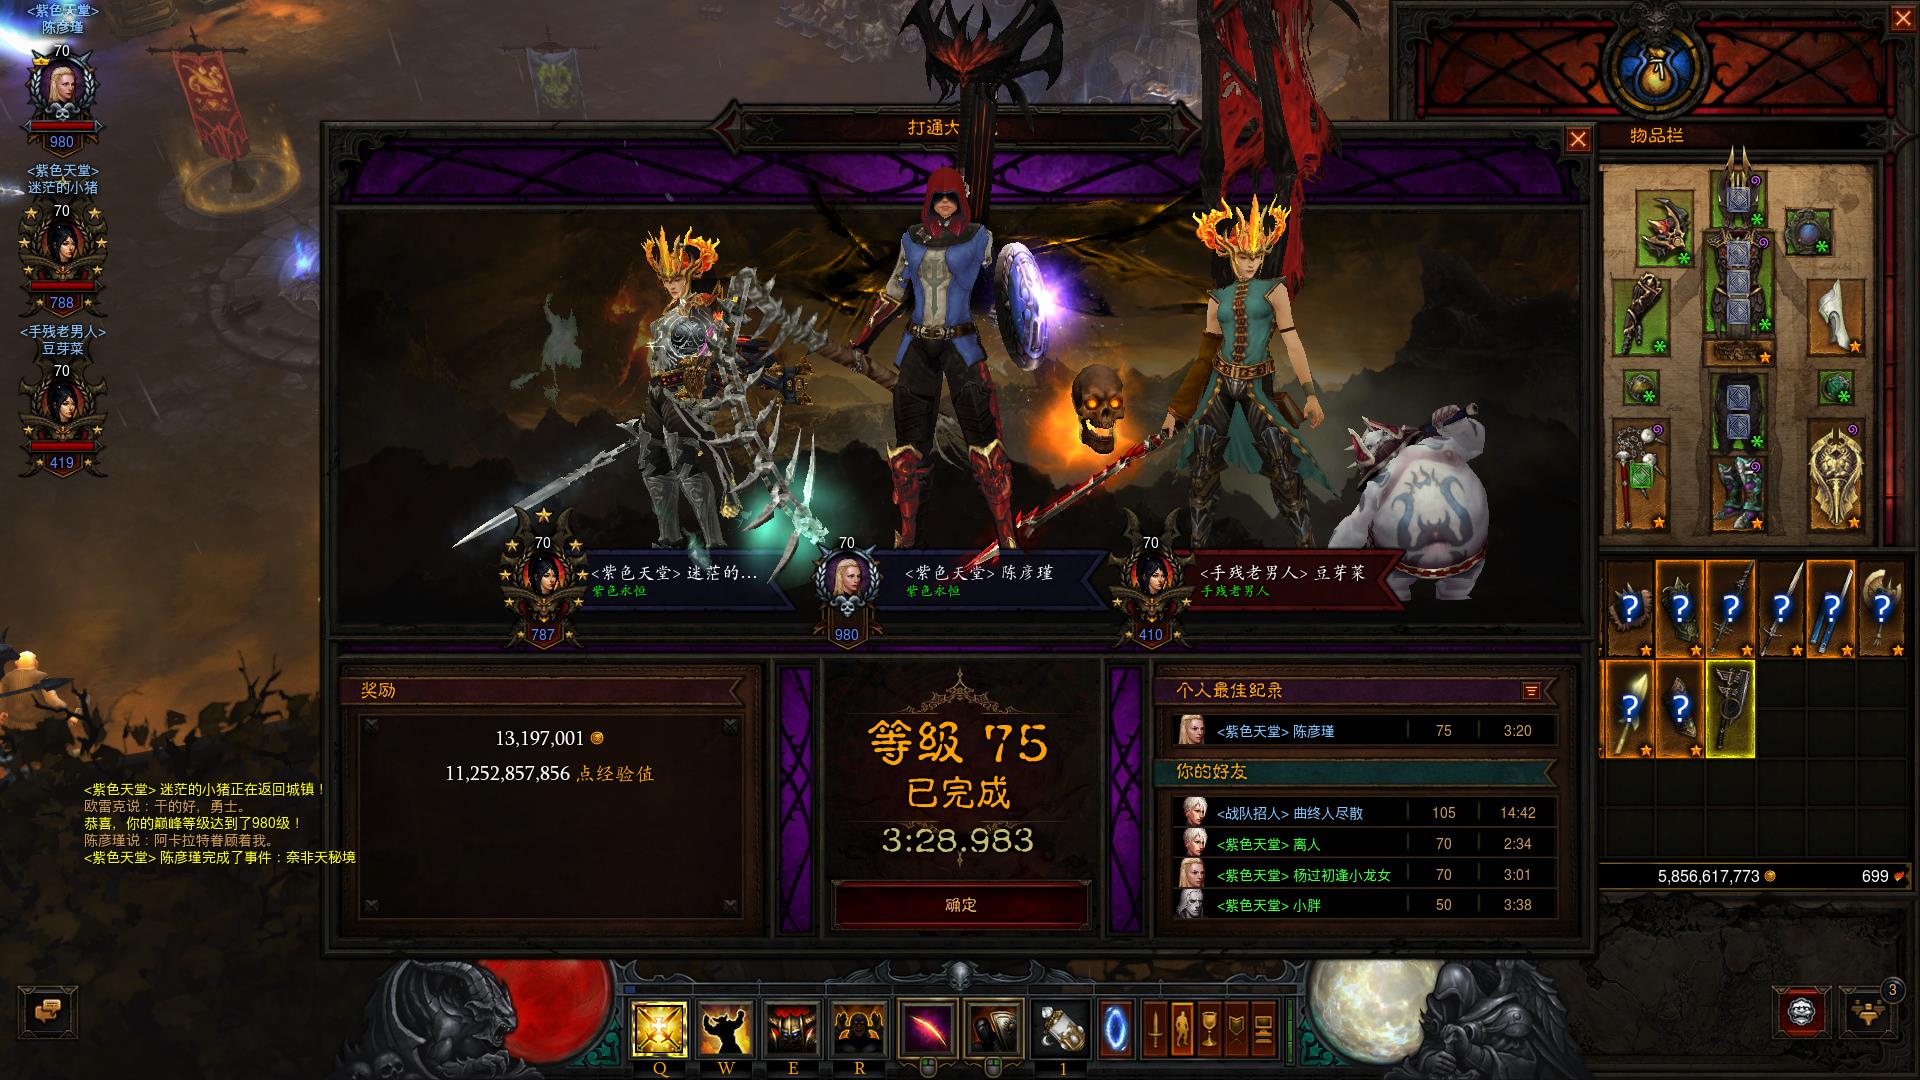 <紫色天堂>
陈彦瑾
70
980
<紫色天堂>
迷茫的小猪
70
788
<手残老男人>
豆芽菜
70
419
打通大
物品栏
70
<紫色天堂> 迷茫的...
紫色永恒
787
70
<紫色天堂> 陈彦瑾
紫色永恒
980
70
<手残老男人> 豆芽菜
手残老男人
410
奖励
13,197,001
11,252,857,856 点经验值
等级 75
已完成
3:28.983
确定
个人最佳纪录
<紫色天堂> 陈彦瑾 75 3:20
你的好友
<战队招人> 曲终人尽散 105 14:42
<紫色天堂> 离人 70 2:34
<紫色天堂> 杨过初逢小龙女 70 3:01
<紫色天堂> 小胖 50 3:38
? ? ? ? ? ?
? ?
5,856,617,773 699
<紫色天堂> 迷茫的小猪正在返回城镇！
欧雷克说：干的好，勇士。
恭喜，你的巅峰等级达到了980级！
陈彦瑾说：阿卡拉特眷顾着我。
<紫色天堂> 陈彦瑾完成了事件：奈非天秘境
Q W E R 1
3